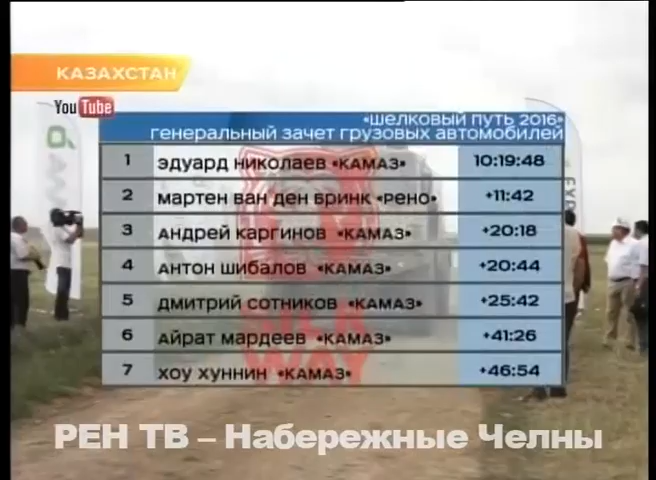 КАЗАХСТАН
You Tube
«ШЕЛКОВЫЙ ПУТЬ 2016»
ГЕНЕРАЛЬНЫЙ ЗАЧЕТ ГРУЗОВЫХ АВТОМОБИЛЕЙ
1 ЭДУАРД НИКОЛАЕВ «КАМАЗ» 10:19:48
2 МАРТЕН ВАН ДЕН БРИНК «РЕНО» +11:42
3 АНДРЕЙ КАРГИНОВ «КАМАЗ» +20:18
4 АНТОН ШИБАЛОВ «КАМАЗ» +20:44
5 ДМИТРИЙ СОТНИКОВ «КАМАЗ» +25:42
6 АЙРАТ МАРДЕЕВ «КАМАЗ» +41:26
7 ХОУ ХУННИН «КАМАЗ» +46:54
WAY
РЕН ТВ – Набережные Челны